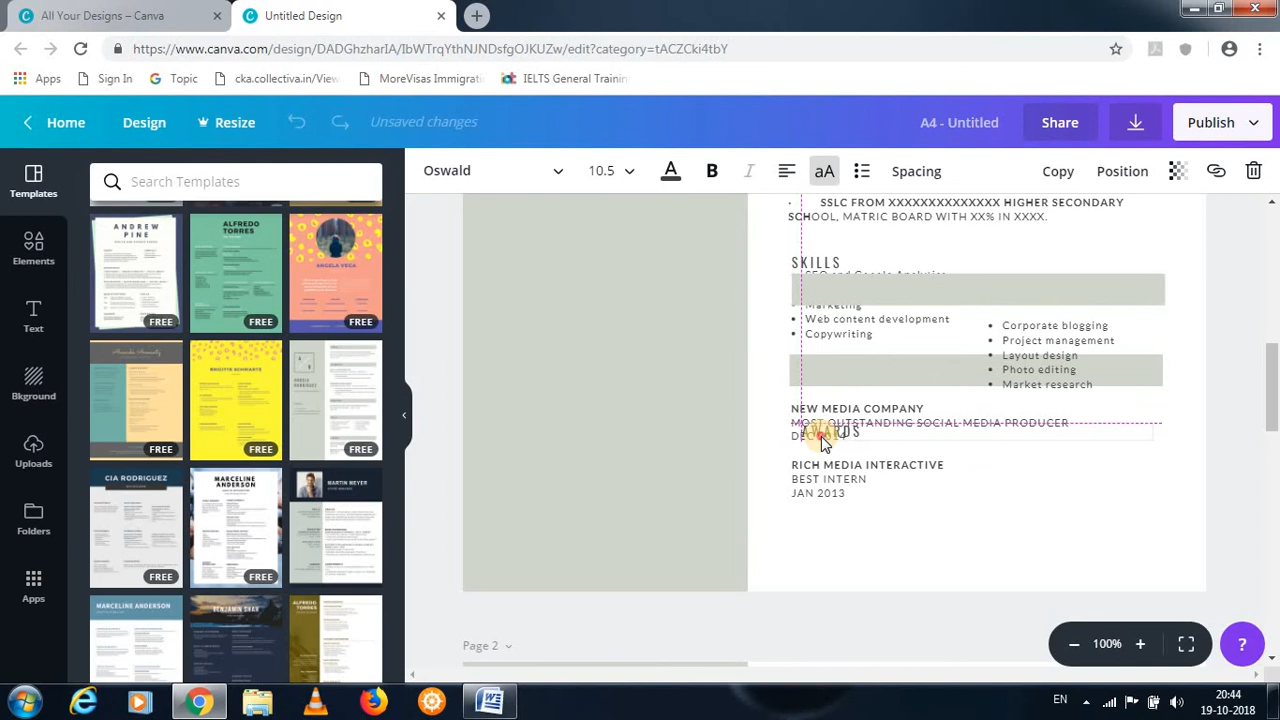 All Your Designs – Canva
Untitled Design
https://www.canva.com/design/DADGhzharIA/IbWTrqYthNJNDsfgOJKUZw/edit?category=tACZCki4tbY
Apps
Sign In
Topic
cka.collectiva.in/View
MoreVisas Immigrati
IELTS General Training
Home
Design
Resize
Unsaved changes
A4 - Untitled
Share
Publish
Templates
Search Templates
Oswald
10.5
A
B
I
aA
Spacing
Copy
Position
Elements
Text
Bkground
Uploads
Folders
Apps
ANDREW PINE
FREE
ALFREDO TORRES
FREE
ANGELA VEGA
FREE
FREE
BRIGITTE SCHWARTZ
FREE
FREE
CIA RODRIGUEZ
FREE
MARCELINE ANDERSON
FREE
MARTIN MEYER
MARCELINE ANDERSON
BENJAMIN SHAH
ALFREDO TORRES
SSLC FROM XXXXXXXXXXXXXX HIGHER SECONDARY
SCHOOL, MATRIC BOARD WITH XX% IN XXXX.
SKILLS
Marketing
• Web content development
• Copywriting
• Corporate blogging
• Project management
• Layout design
• Photo editing
• Market research
NEW MEDIA COMPANY
MOST OUTSTANDING SOCIAL MEDIA PRODUCER
RICH MEDIA INTERACTIVE
BEST INTERN
JAN 2013
Page 2
100%
+
?
EN
20:44
19-10-2018